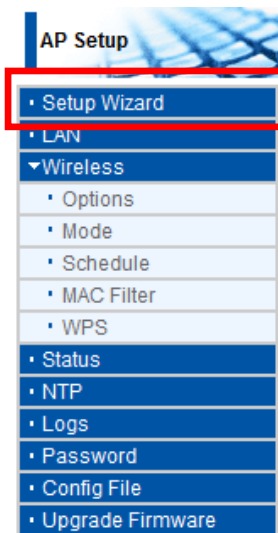 AP Setup
Setup Wizard
LAN
Wireless
Options
Mode
Schedule
MAC Filter
WPS
Status
NTP
Logs
Password
Config File
Upgrade Firmware